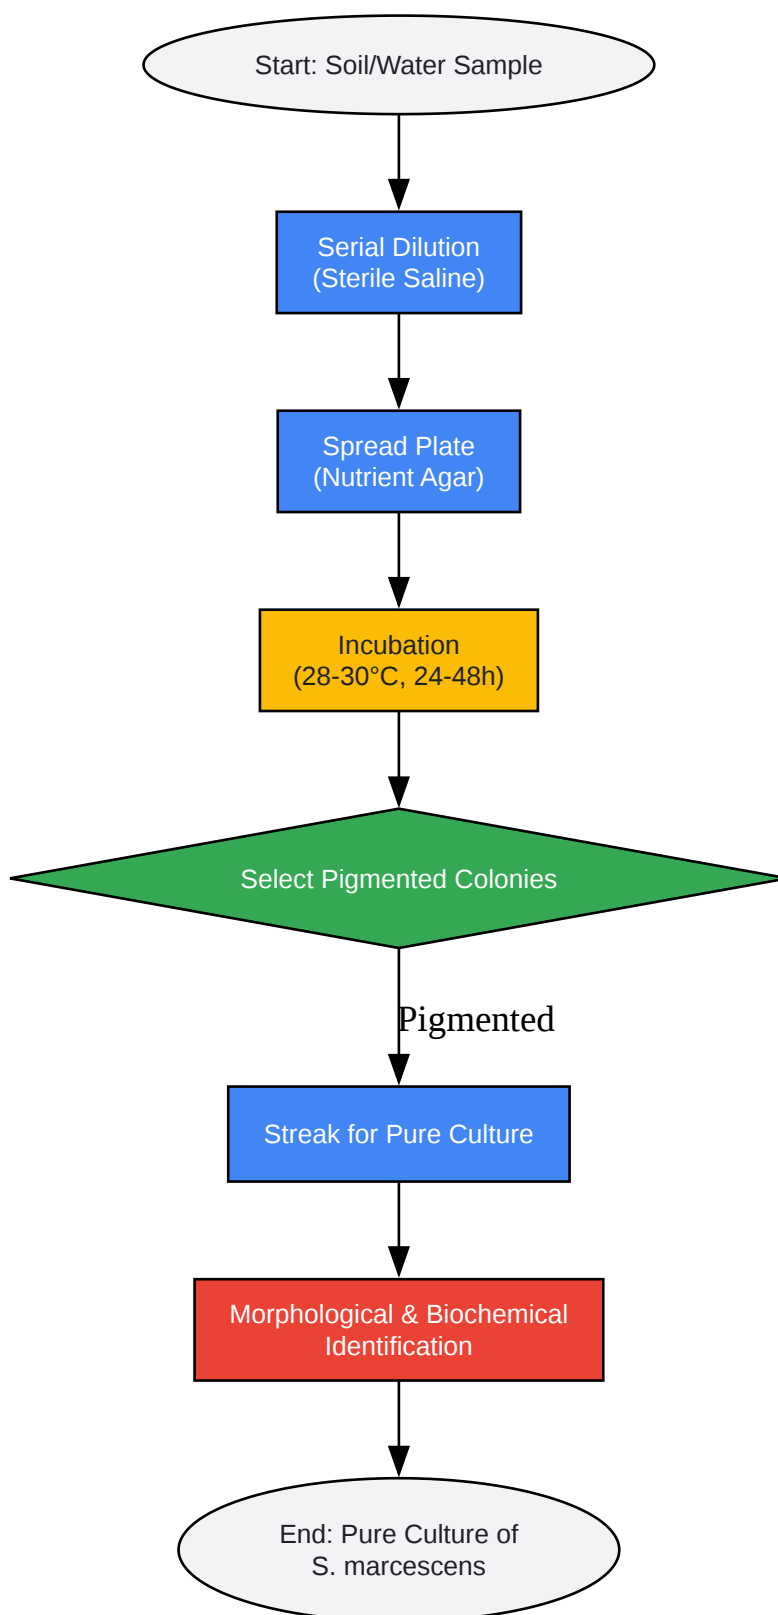 Start: Soil/Water Sample
Serial Dilution
(Sterile Saline)
Spread Plate
(Nutrient Agar)
Incubation
(28-30°C, 24-48h)
Select Pigmented Colonies
Pigmented
Streak for Pure Culture
Morphological & Biochemical
Identification
End: Pure Culture of
S. marcescens